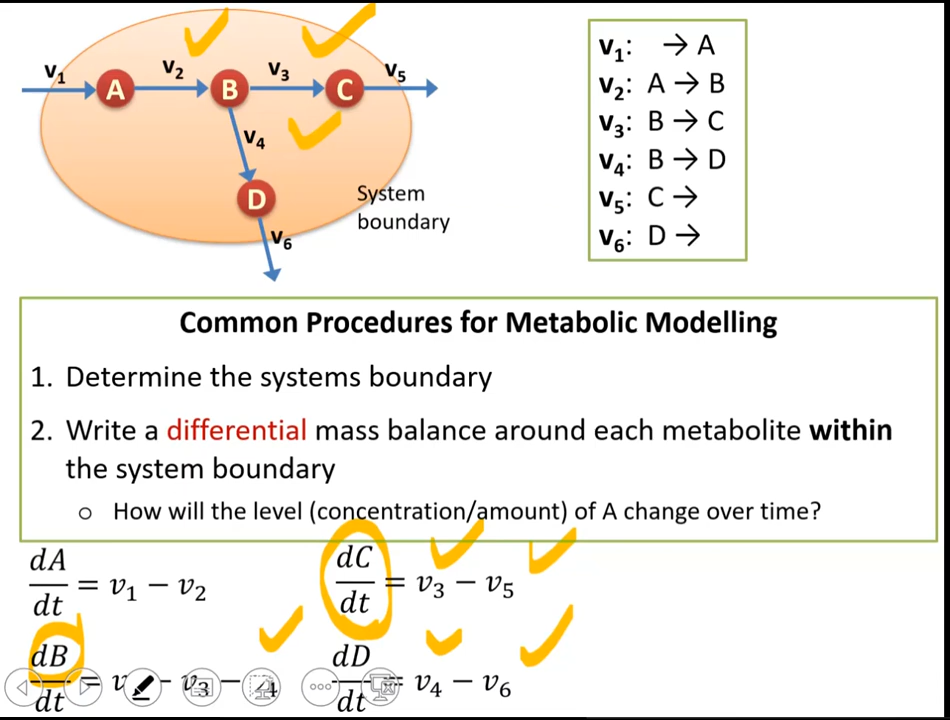 v₁
v₂
v₃
v₅
A
B
C
v₄
D
v₆
System
boundary
v₁: → A
v₂: A → B
v₃: B → C
v₄: B → D
v₅: C →
v₆: D →
Common Procedures for Metabolic Modelling
1. Determine the systems boundary
2. Write a differential mass balance around each metabolite within
the system boundary
o How will the level (concentration/amount) of A change over time?
dA/dt = v₁ − v₂
dC/dt = v₃ − v₅
dB/dt = v − v₃ − 4
dD/dt = v₄ − v₆